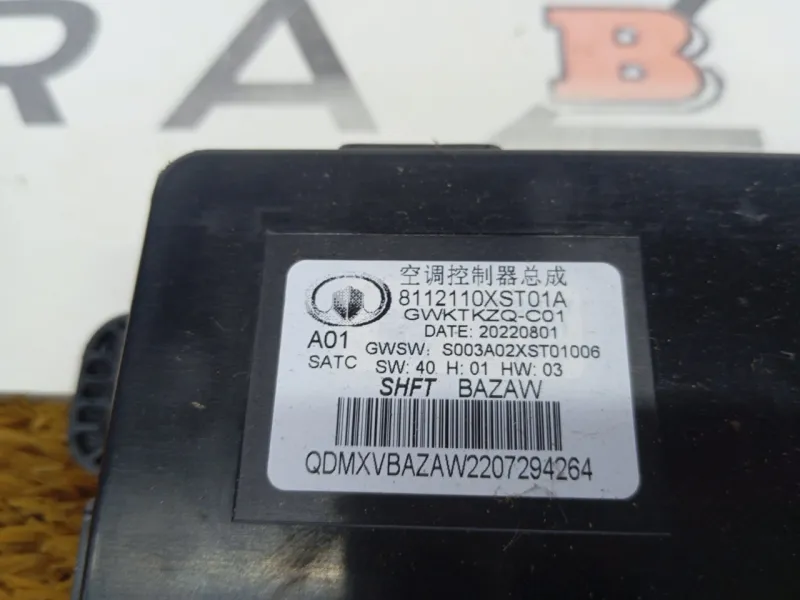 R A B
空调控制器总成
8112110XST01A
GWKTKZQ-C01
DATE: 20220801
A01 GWSW: S003A02XST01006
SATC SW: 40 H: 01 HW: 03
SHFT BAZAW
QDMXVBAZAW2207294264